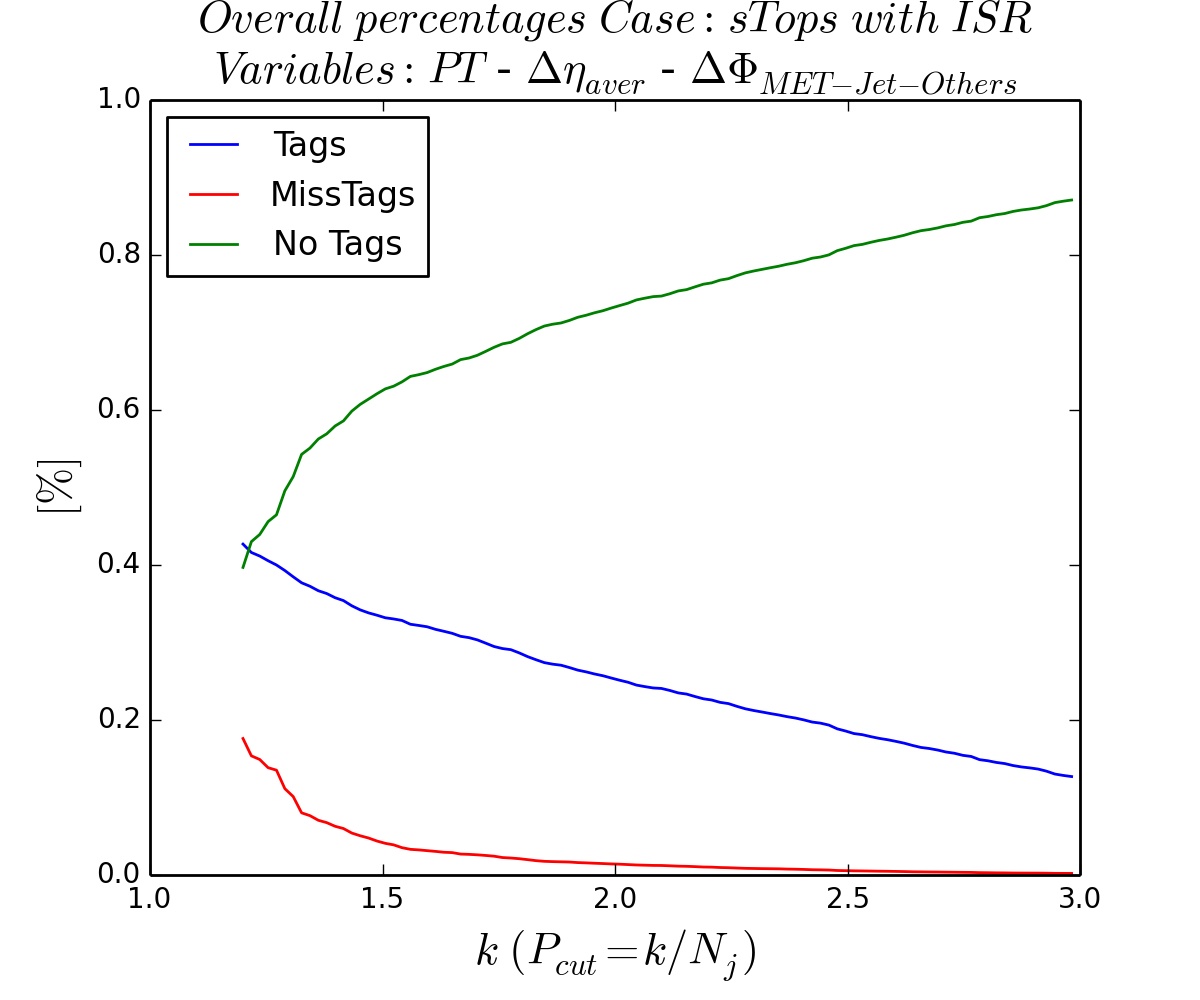 Overall percentages Case : sTops with ISR
Variables : PT - Δη_aver - ΔΦ_MET−Jet−Others
Tags
MissTags
No Tags
1.0
0.8
0.6
0.4
0.2
0.0
[%]
1.0 1.5 2.0 2.5 3.0
k (P_cut = k/N_j)